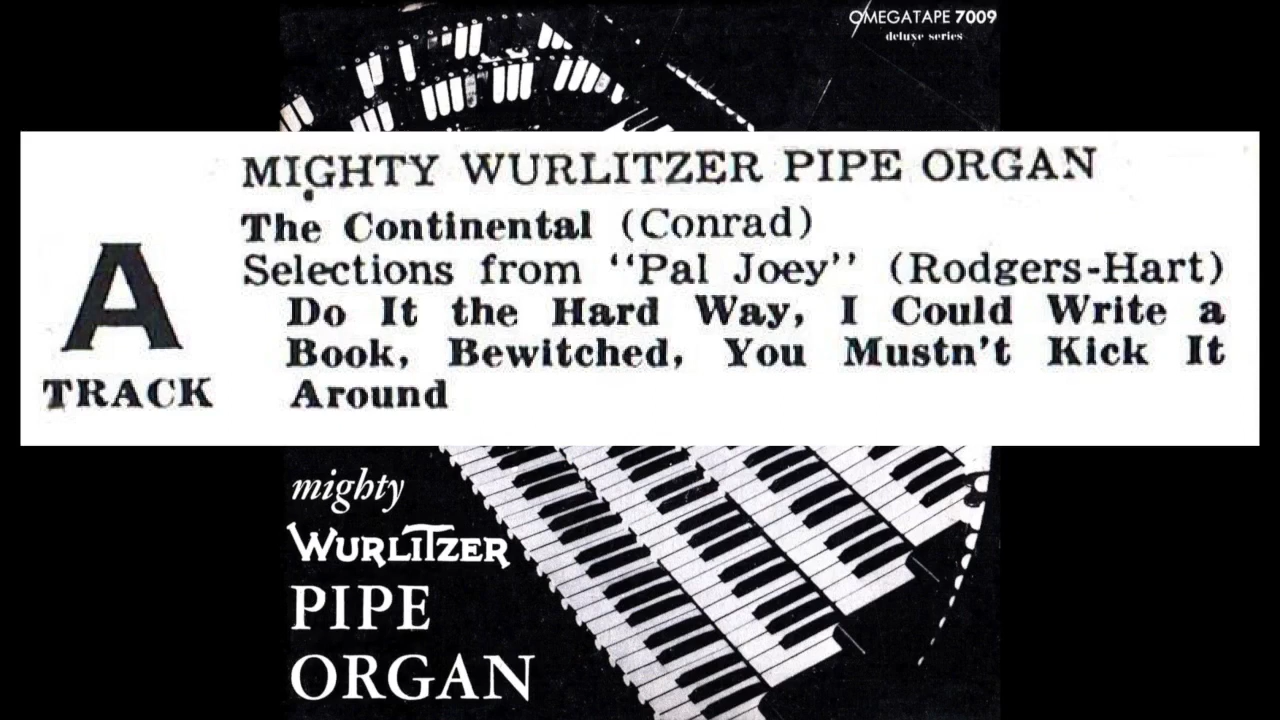 OMEGATAPE 7009
deluxe series
MIGHTY WURLITZER PIPE ORGAN
The Continental (Conrad)
Selections from “Pal Joey” (Rodgers-Hart)
Do It the Hard Way, I Could Write a
Book, Bewitched, You Mustn't Kick It
Around
A
TRACK
mighty
WURLITZER
PIPE
ORGAN